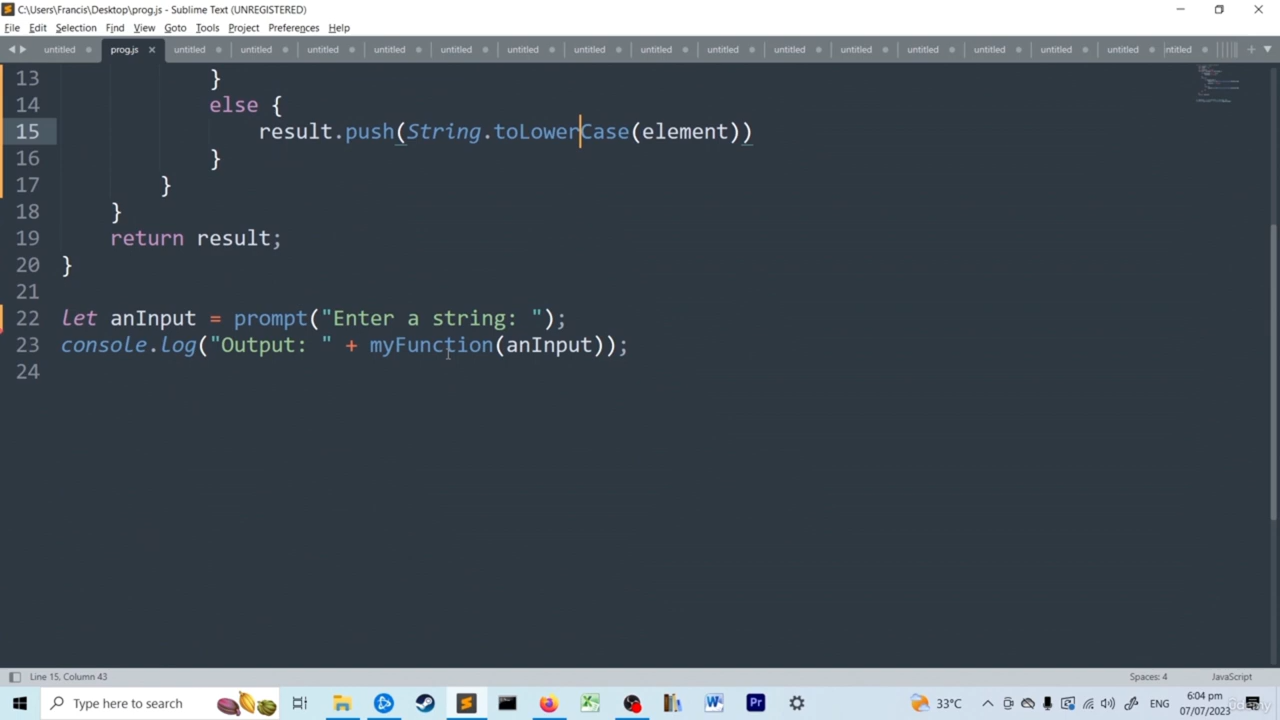 C:\Users\Francis\Desktop\prog.js - Sublime Text (UNREGISTERED)
File Edit Selection Find View Goto Tools Project Preferences Help
untitled prog.js untitled untitled untitled untitled untitled untitled untitled untitled untitled untitled untitled untitled untitled untitled untitled untitled
13 }
14 else {
15 result.push(String.toLowerCase(element))
16 }
17 }
18 }
19 return result;
20 }
21
22 let anInput = prompt("Enter a string: ");
23 console.log("Output: " + myFunction(anInput));
24
Line 15, Column 43 Spaces: 4 JavaScript
Type here to search 33°C ENG 6:04 pm 07/07/2023
Udemy